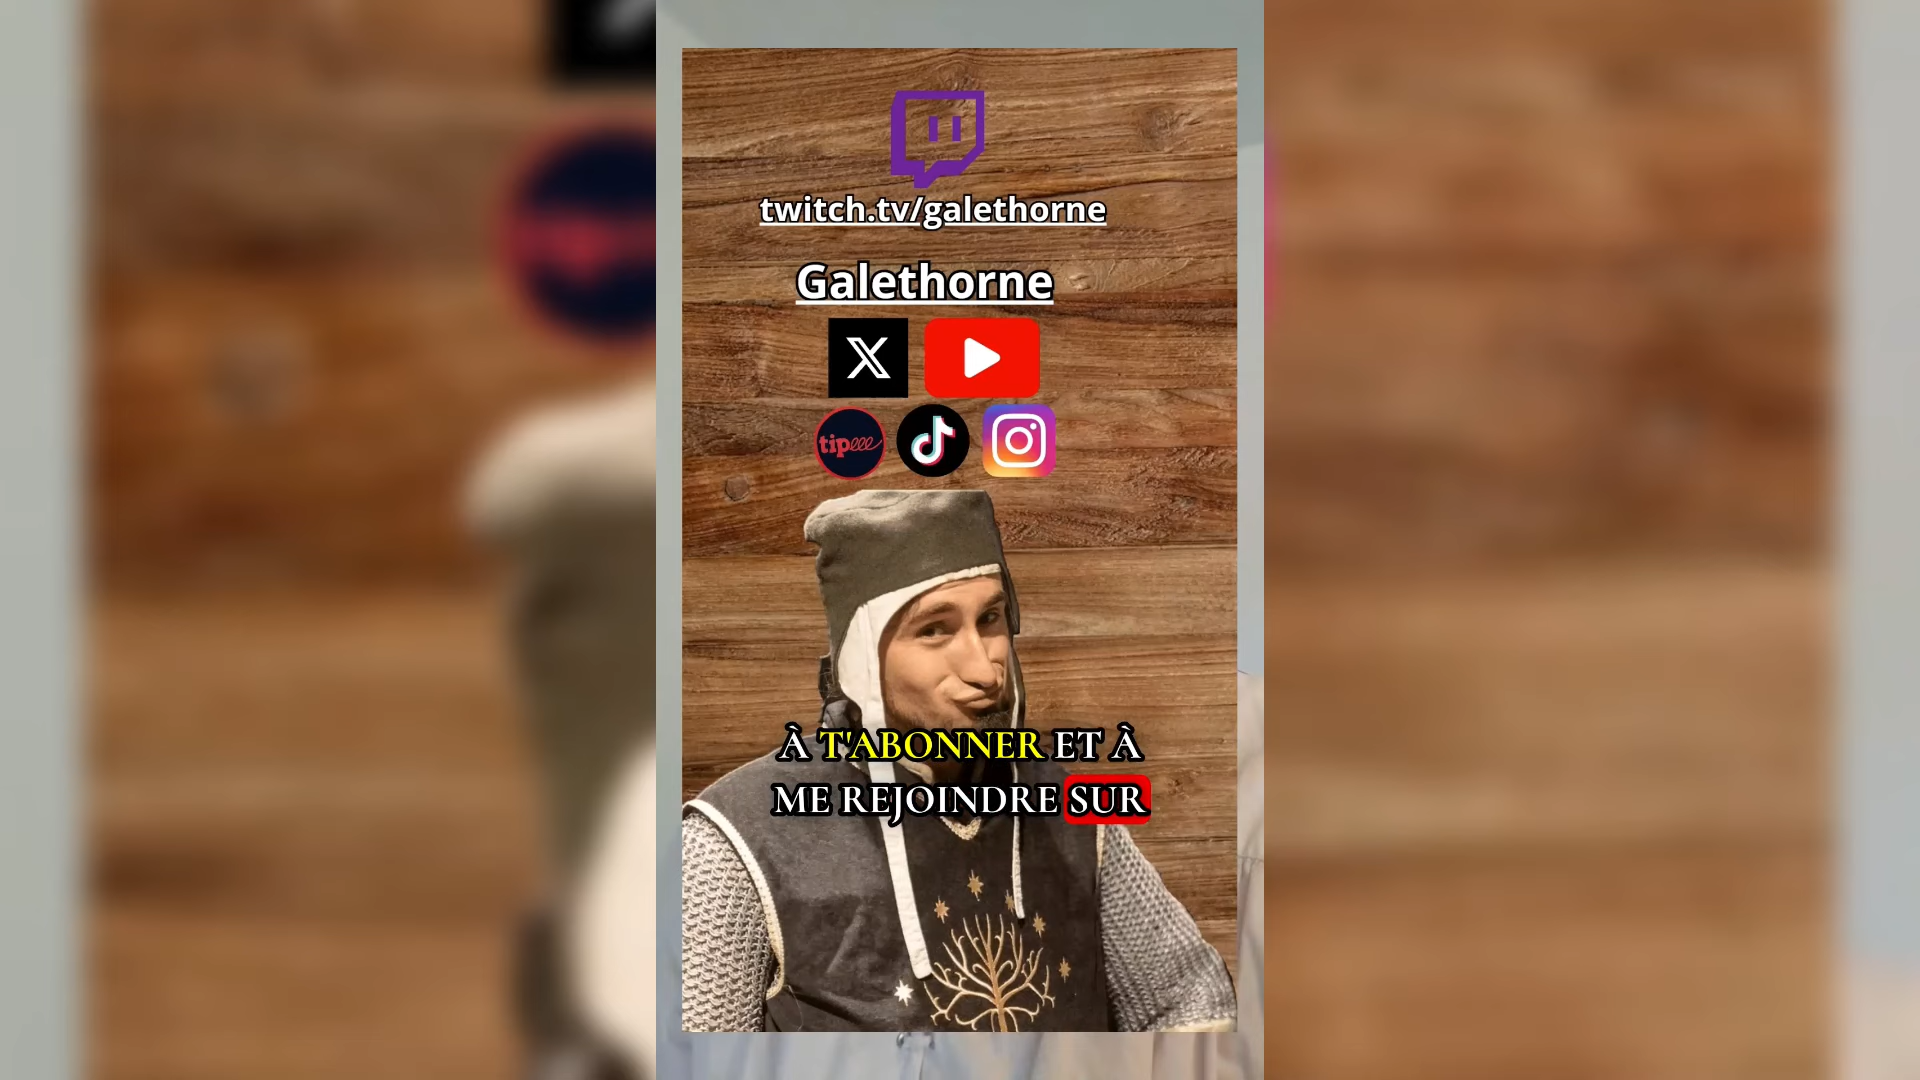 twitch.tv/galethorne
Galethorne
tipeee
À T'ABONNER ET À
ME REJOINDRE SUR